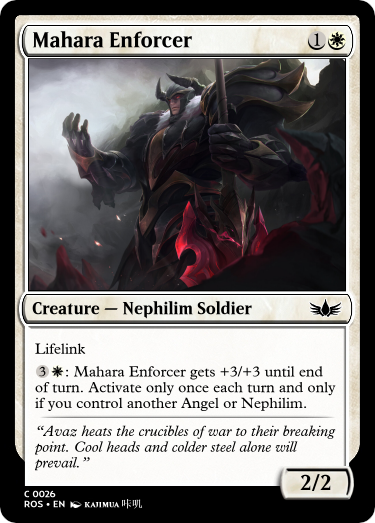 Mahara Enforcer 1
Creature — Nephilim Soldier
Lifelink
3 : Mahara Enforcer gets +3/+3 until end
of turn. Activate only once each turn and only
if you control another Angel or Nephilim.
“Avaz heats the crucibles of war to their breaking
point. Cool heads and colder steel alone will
prevail.”
2/2
C 0026
ROS • EN KAIJMUA 咔叽